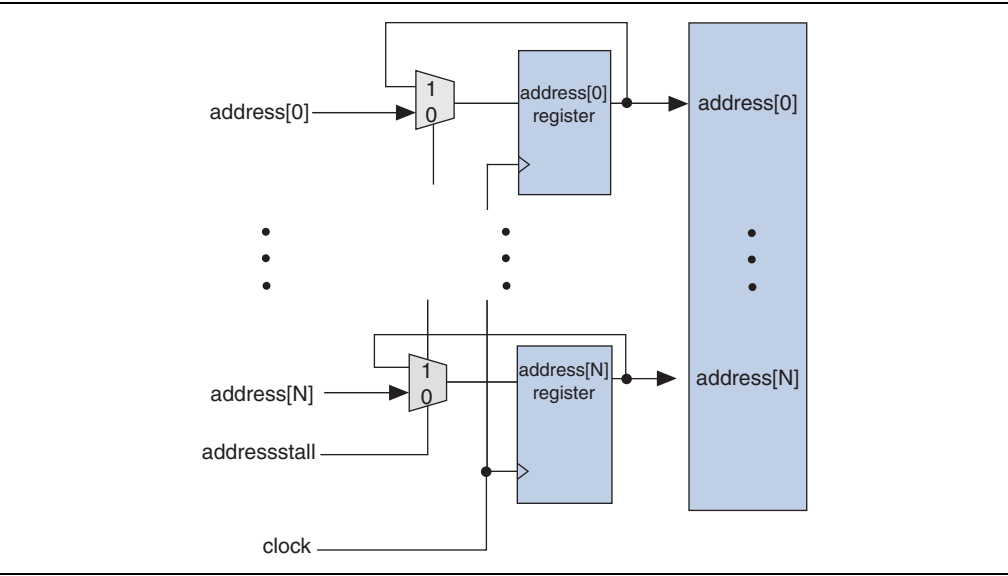 1
0
address[0]
address[0]
register
address[0]
1
0
address[N]
address[N]
register
address[N]
addressstall
clock